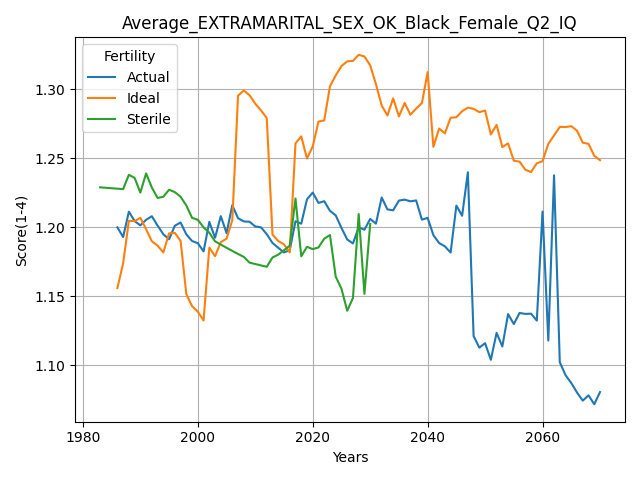 Average_EXTRAMARITAL_SEX_OK_Black_Female_Q2_IQ
Fertility
Actual
Ideal
Sterile
Score(1-4)
1.30
1.25
1.20
1.15
1.10
1980 2000 2020 2040 2060
Years